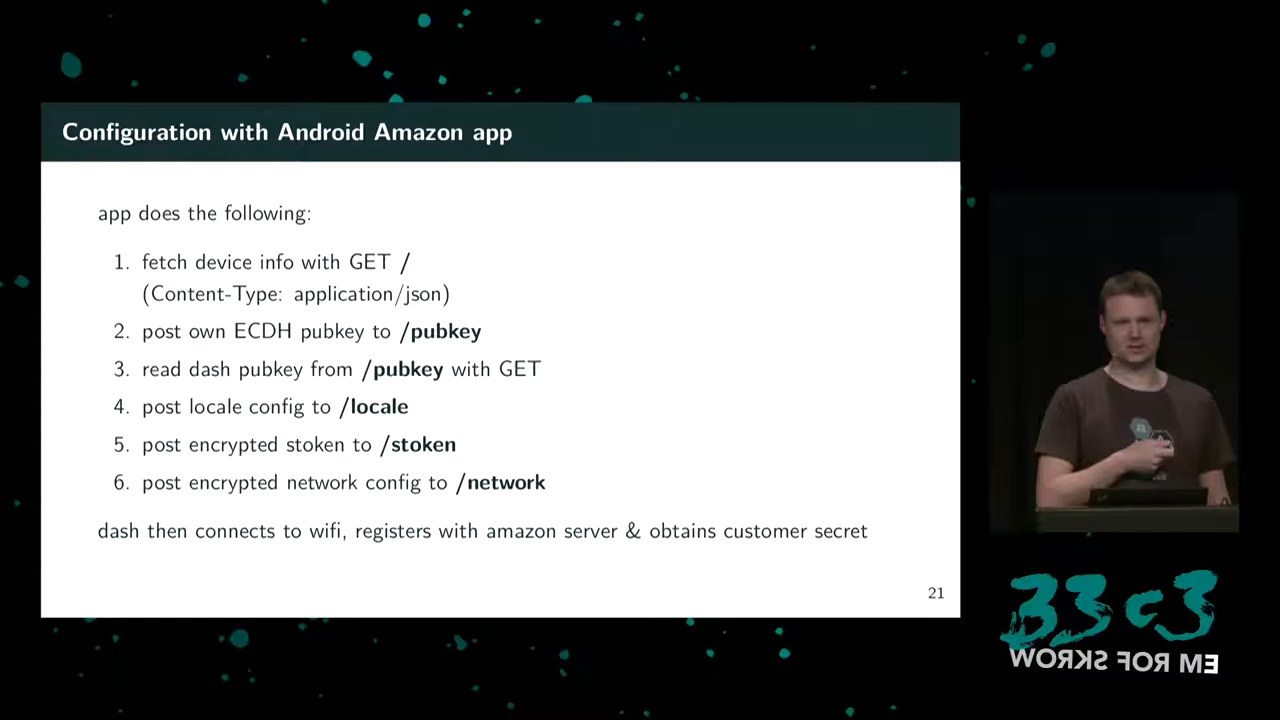 Configuration with Android Amazon app
app does the following:
1. fetch device info with GET /
(Content-Type: application/json)
2. post own ECDH pubkey to /pubkey
3. read dash pubkey from /pubkey with GET
4. post locale config to /locale
5. post encrypted stoken to /stoken
6. post encrypted network config to /network
dash then connects to wifi, registers with amazon server & obtains customer secret
21
33c3
WORKS FOR ME